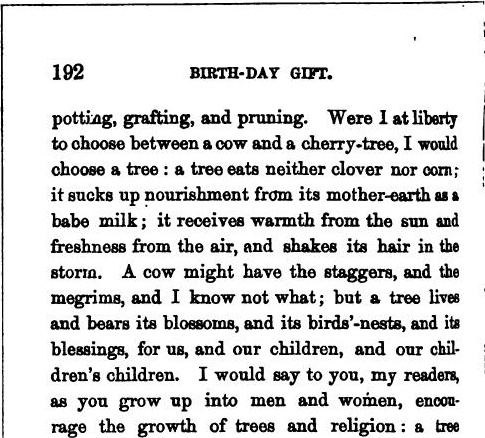 192 BIRTH-DAY GIFT.
potting, grafting, and pruning. Were I at liberty
to choose between a cow and a cherry-tree, I would
choose a tree : a tree eats neither clover nor corn;
it sucks up nourishment from its mother-earth as a
babe milk; it receives warmth from the sun and
freshness from the air, and shakes its hair in the
storm. A cow might have the staggers, and the
megrims, and I know not what; but a tree lives
and bears its blossoms, and its birds'-nests, and its
blessings, for us, and our children, and our chil-
dren's children. I would say to you, my readers,
as you grow up into men and women, encou-
rage the growth of trees and religion: a tree